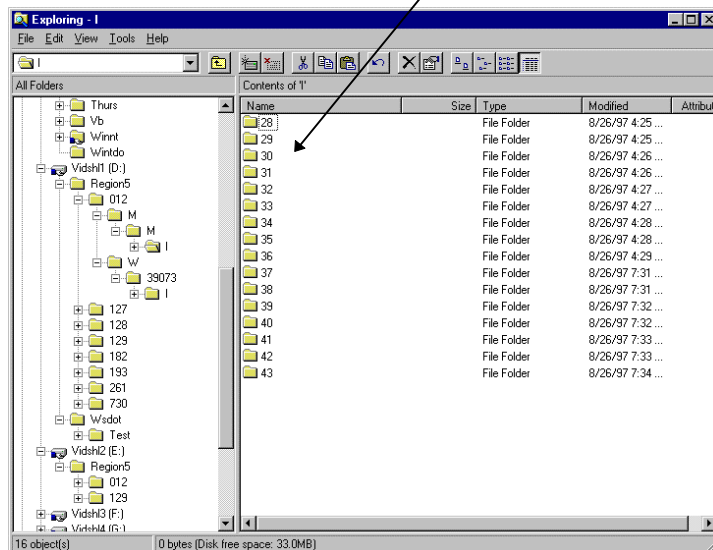 Exploring - I
File Edit View Tools Help
I
All Folders Contents of 'I'
Thurs
Vb
Winnt
Wintdo
Vidshl1 (D:)
Region5
012
M
M
I
W
39073
I
127
128
129
182
193
261
730
Wsdot
Test
Vidshl2 (E:)
Region5
012
129
Vidshl3 (F:)
Vidshl4 (G:)
Name Size Type Modified Attribut
28 File Folder 8/26/97 4:25 ...
29 File Folder 8/26/97 4:25 ...
30 File Folder 8/26/97 4:26 ...
31 File Folder 8/26/97 4:26 ...
32 File Folder 8/26/97 4:27 ...
33 File Folder 8/26/97 4:27 ...
34 File Folder 8/26/97 4:28 ...
35 File Folder 8/26/97 4:28 ...
36 File Folder 8/26/97 4:29 ...
37 File Folder 8/26/97 7:31 ...
38 File Folder 8/26/97 7:31 ...
39 File Folder 8/26/97 7:32 ...
40 File Folder 8/26/97 7:32 ...
41 File Folder 8/26/97 7:33 ...
42 File Folder 8/26/97 7:33 ...
43 File Folder 8/26/97 7:34 ...
16 object(s) 0 bytes (Disk free space: 33.0MB)